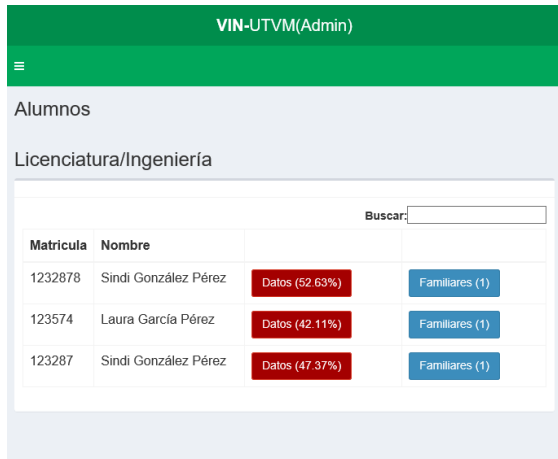 VIN-UTVM(Admin)
Alumnos
Licenciatura/Ingeniería
Buscar:
Matricula Nombre
1232878 Sindi González Pérez Datos (52.63%) Familiares (1)
123574 Laura García Pérez Datos (42.11%) Familiares (1)
123287 Sindi González Pérez Datos (47.37%) Familiares (1)